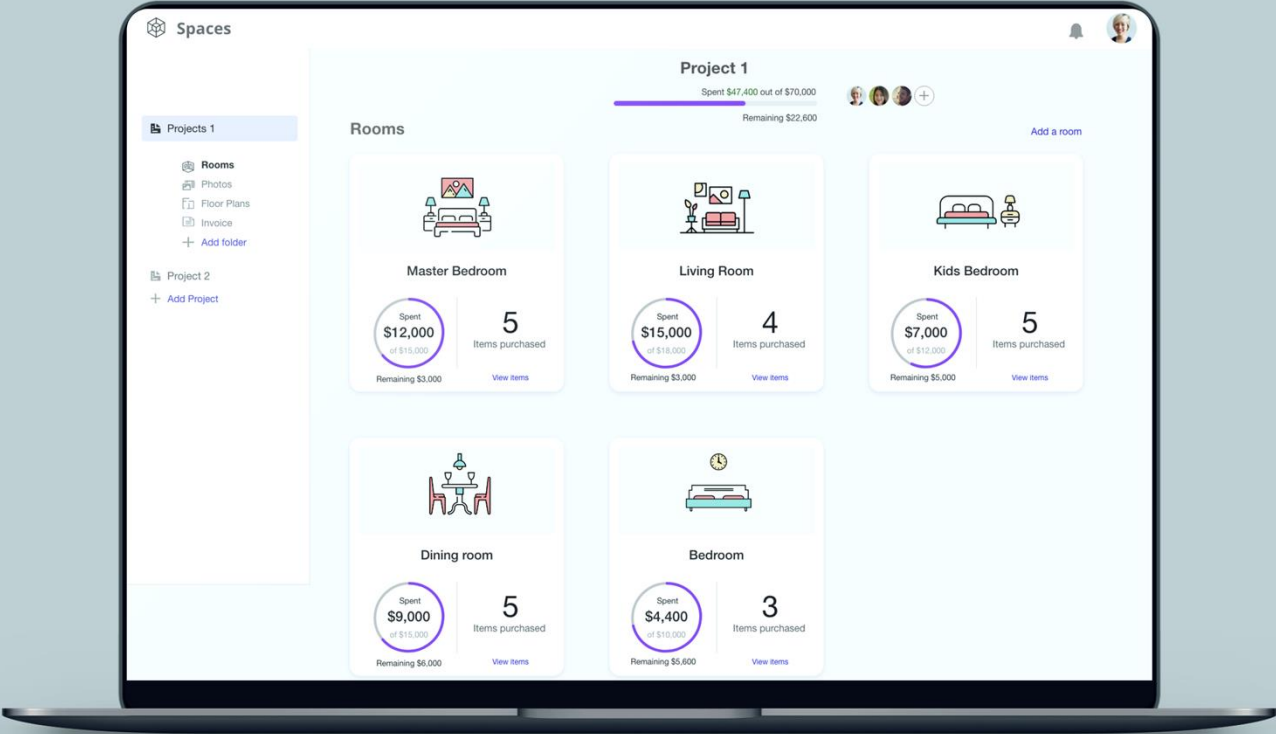 Spaces
Project 1
Spent $47,400 out of $70,000
Remaining $22,600
Projects 1
Rooms
Photos
Floor Plans
Invoice
Add folder
Project 2
Add Project
Rooms
Add a room
Master Bedroom
Spent
$12,000
of $15,000
Remaining $3,000
5
Items purchased
View items
Living Room
Spent
$15,000
of $18,000
Remaining $3,000
4
Items purchased
View items
Kids Bedroom
Spent
$7,000
of $12,000
Remaining $5,000
5
Items purchased
View items
Dining room
Spent
$9,000
of $15,000
Remaining $6,000
5
Items purchased
View items
Bedroom
Spent
$4,400
of $10,000
Remaining $5,600
3
Items purchased
View items